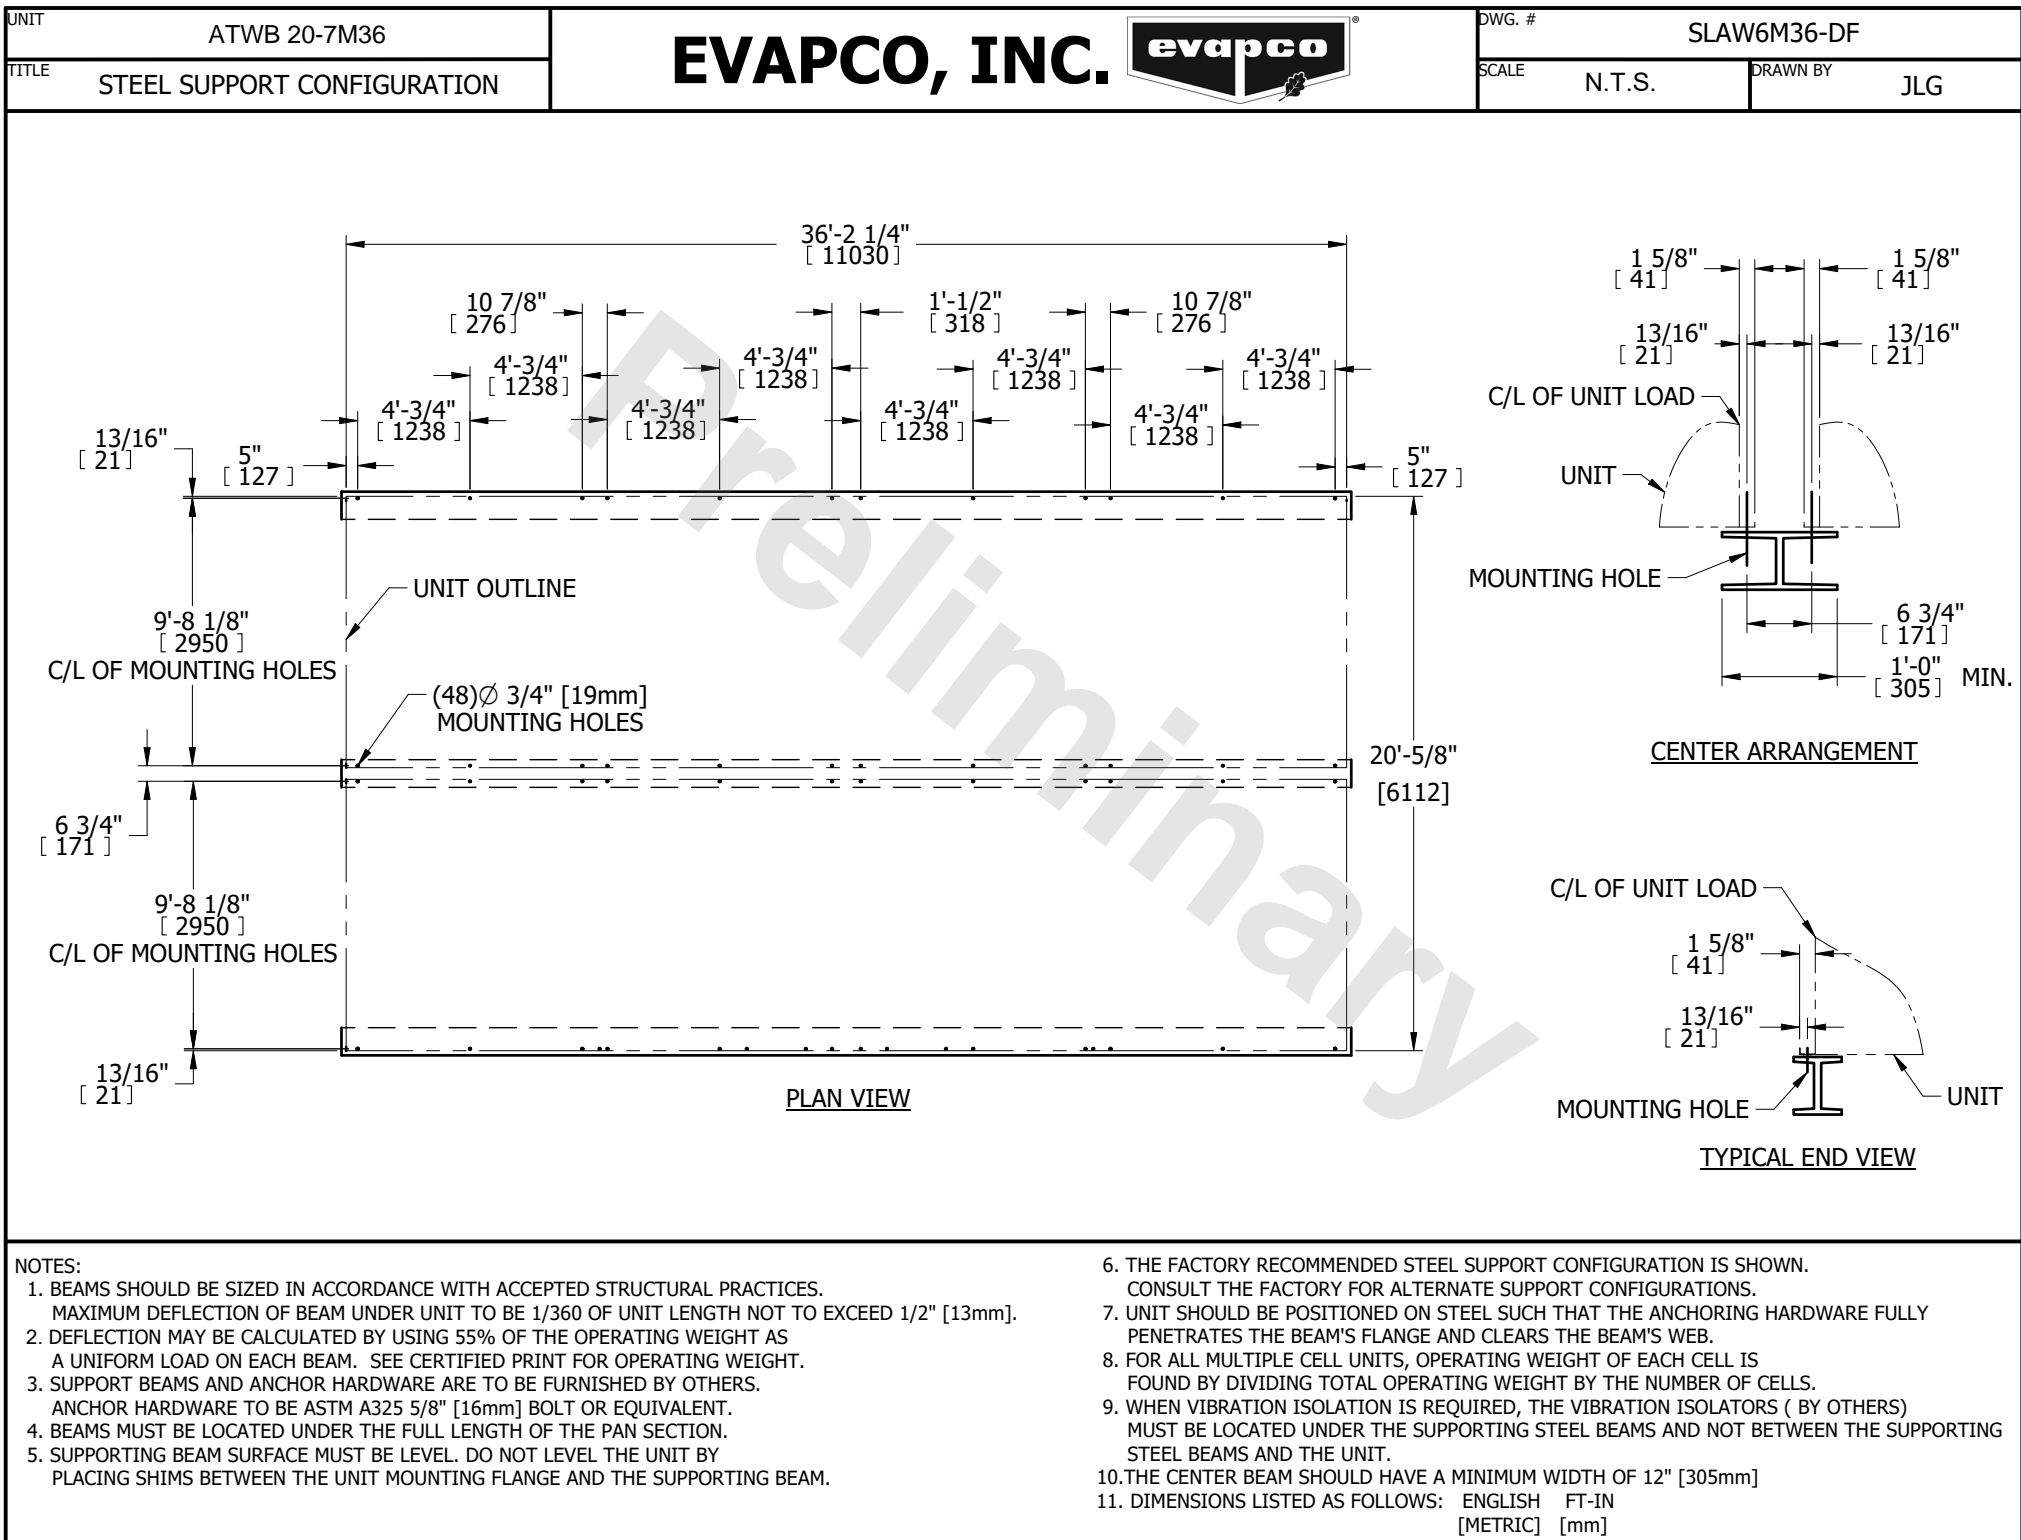 UNIT
ATWB 20-7M36
TITLE
STEEL SUPPORT CONFIGURATION
EVAPCO, INC.
evapco
®
DWG. #
SLAW6M36-DF
SCALE
N.T.S.
DRAWN BY
JLG
36'-2 1/4"
[ 11030 ]
10 7/8"
[ 276 ]
1'-1/2"
[ 318 ]
10 7/8"
[ 276 ]
4'-3/4"
[ 1238 ]
4'-3/4"
[ 1238 ]
4'-3/4"
[ 1238 ]
4'-3/4"
[ 1238 ]
4'-3/4"
[ 1238 ]
4'-3/4"
[ 1238 ]
4'-3/4"
[ 1238 ]
4'-3/4"
[ 1238 ]
13/16"
[ 21 ]
5"
[ 127 ]
5"
[ 127 ]
UNIT OUTLINE
9'-8 1/8"
[ 2950 ]
C/L OF MOUNTING HOLES
(48)Ø 3/4" [19mm]
MOUNTING HOLES
20'-5/8"
[6112]
6 3/4"
[ 171 ]
9'-8 1/8"
[ 2950 ]
C/L OF MOUNTING HOLES
13/16"
[ 21 ]
PLAN VIEW
Preliminary
1 5/8"
[ 41 ]
1 5/8"
[ 41 ]
13/16"
[ 21 ]
13/16"
[ 21 ]
C/L OF UNIT LOAD
UNIT
MOUNTING HOLE
6 3/4"
[ 171 ]
1'-0"
[ 305 ] MIN.
CENTER ARRANGEMENT
C/L OF UNIT LOAD
1 5/8"
[ 41 ]
13/16"
[ 21 ]
MOUNTING HOLE
UNIT
TYPICAL END VIEW
NOTES:
1. BEAMS SHOULD BE SIZED IN ACCORDANCE WITH ACCEPTED STRUCTURAL PRACTICES.
MAXIMUM DEFLECTION OF BEAM UNDER UNIT TO BE 1/360 OF UNIT LENGTH NOT TO EXCEED 1/2" [13mm].
2. DEFLECTION MAY BE CALCULATED BY USING 55% OF THE OPERATING WEIGHT AS
A UNIFORM LOAD ON EACH BEAM. SEE CERTIFIED PRINT FOR OPERATING WEIGHT.
3. SUPPORT BEAMS AND ANCHOR HARDWARE ARE TO BE FURNISHED BY OTHERS.
ANCHOR HARDWARE TO BE ASTM A325 5/8" [16mm] BOLT OR EQUIVALENT.
4. BEAMS MUST BE LOCATED UNDER THE FULL LENGTH OF THE PAN SECTION.
5. SUPPORTING BEAM SURFACE MUST BE LEVEL. DO NOT LEVEL THE UNIT BY
PLACING SHIMS BETWEEN THE UNIT MOUNTING FLANGE AND THE SUPPORTING BEAM.
6. THE FACTORY RECOMMENDED STEEL SUPPORT CONFIGURATION IS SHOWN.
CONSULT THE FACTORY FOR ALTERNATE SUPPORT CONFIGURATIONS.
7. UNIT SHOULD BE POSITIONED ON STEEL SUCH THAT THE ANCHORING HARDWARE FULLY
PENETRATES THE BEAM'S FLANGE AND CLEARS THE BEAM'S WEB.
8. FOR ALL MULTIPLE CELL UNITS, OPERATING WEIGHT OF EACH CELL IS
FOUND BY DIVIDING TOTAL OPERATING WEIGHT BY THE NUMBER OF CELLS.
9. WHEN VIBRATION ISOLATION IS REQUIRED, THE VIBRATION ISOLATORS ( BY OTHERS)
MUST BE LOCATED UNDER THE SUPPORTING STEEL BEAMS AND NOT BETWEEN THE SUPPORTING
STEEL BEAMS AND THE UNIT.
10.THE CENTER BEAM SHOULD HAVE A MINIMUM WIDTH OF 12" [305mm]
11. DIMENSIONS LISTED AS FOLLOWS: ENGLISH FT-IN
[METRIC] [mm]